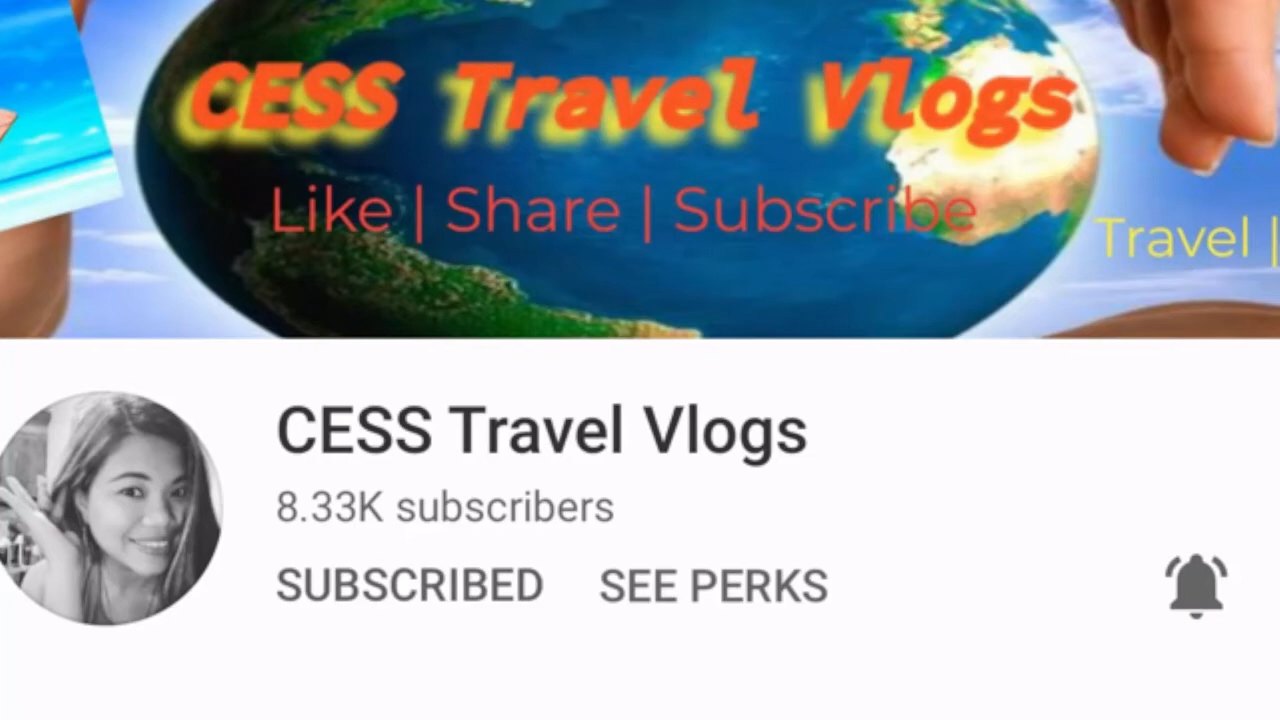 CESS Travel Vlogs
Like | Share | Subscribe
Travel |
CESS Travel Vlogs
8.33K subscribers
SUBSCRIBED SEE PERKS